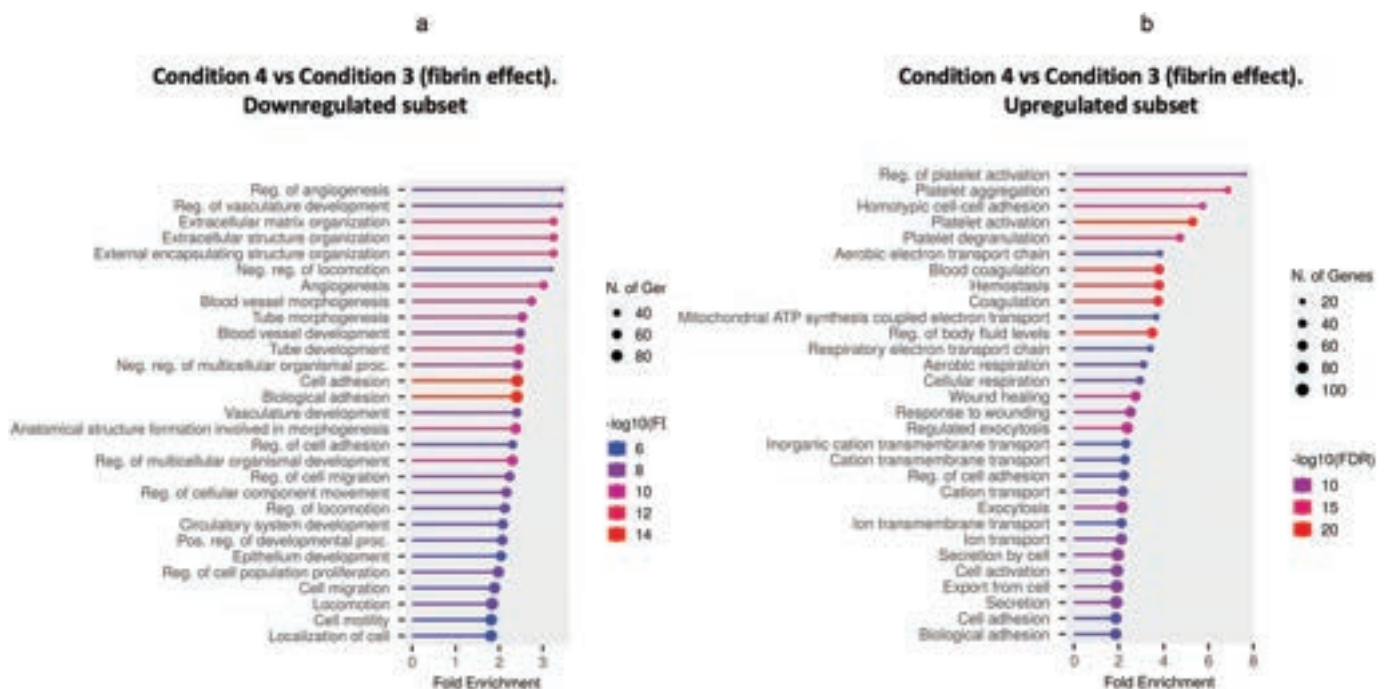 a
Condition 4 vs Condition 3 (fibrin effect).
Downregulated subset
Reg. of angiogenesis
Reg. of vasculature development
Extracellular matrix organization
Extracellular structure organization
External encapsulating structure organization
Neg. reg. of locomotion
Angiogenesis
Blood vessel morphogenesis
Tube morphogenesis
Blood vessel development
Tube development
Neg. reg. of multicellular organismal proc.
Cell adhesion
Biological adhesion
Vasculature development
Anatomical structure formation involved in morphogenesis
Reg. of cell adhesion
Reg. of multicellular organismal development
Reg. of cell migration
Reg. of cellular component movement
Reg. of locomotion
Circulatory system development
Pos. reg. of developmental proc.
Epithelium development
Reg. of cell population proliferation
Cell migration
Locomotion
Cell motility
Localization of cell
0 1 2 3
Fold Enrichment
N. of Ger
40
60
80
-log10(FI
6
8
10
12
14
b
Condition 4 vs Condition 3 (fibrin effect).
Upregulated subset
Reg. of platelet activation
Platelet aggregation
Homotypic cell-cell adhesion
Platelet activation
Platelet degranulation
Aerobic electron transport chain
Blood coagulation
Hemostasis
Coagulation
Mitochondrial ATP synthesis coupled electron transport
Reg. of body fluid levels
Respiratory electron transport chain
Aerobic respiration
Cellular respiration
Wound healing
Response to wounding
Regulated exocytosis
Inorganic cation transmembrane transport
Cation transmembrane transport
Reg. of cell adhesion
Cation transport
Exocytosis
Ion transmembrane transport
Ion transport
Secretion by cell
Cell activation
Export from cell
Secretion
Cell adhesion
Biological adhesion
0 2 4 6 8
Fold Enrichment
N. of Genes
20
40
60
80
100
-log10(FDR)
10
15
20